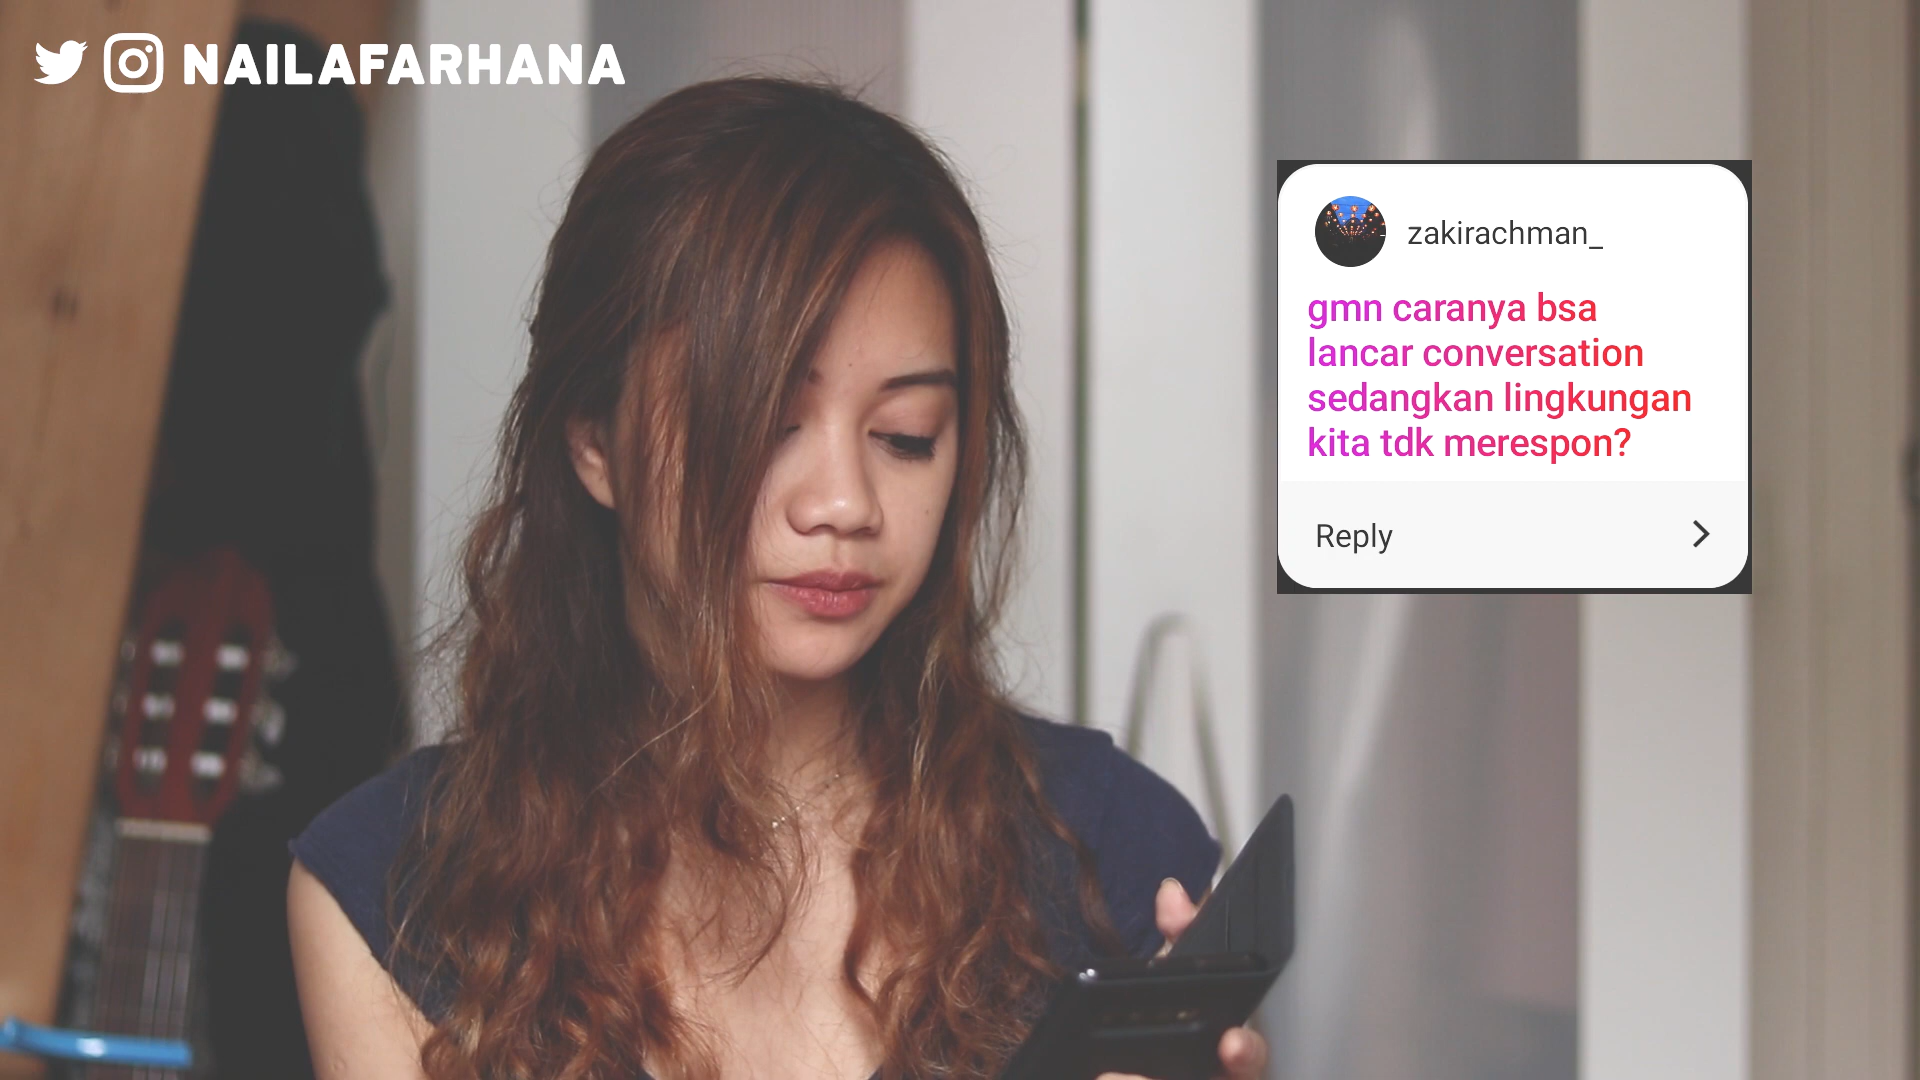 NAILAFARHANA
zakirachman_
gmn caranya bsa
lancar conversation
sedangkan lingkungan
kita tdk merespon?
Reply